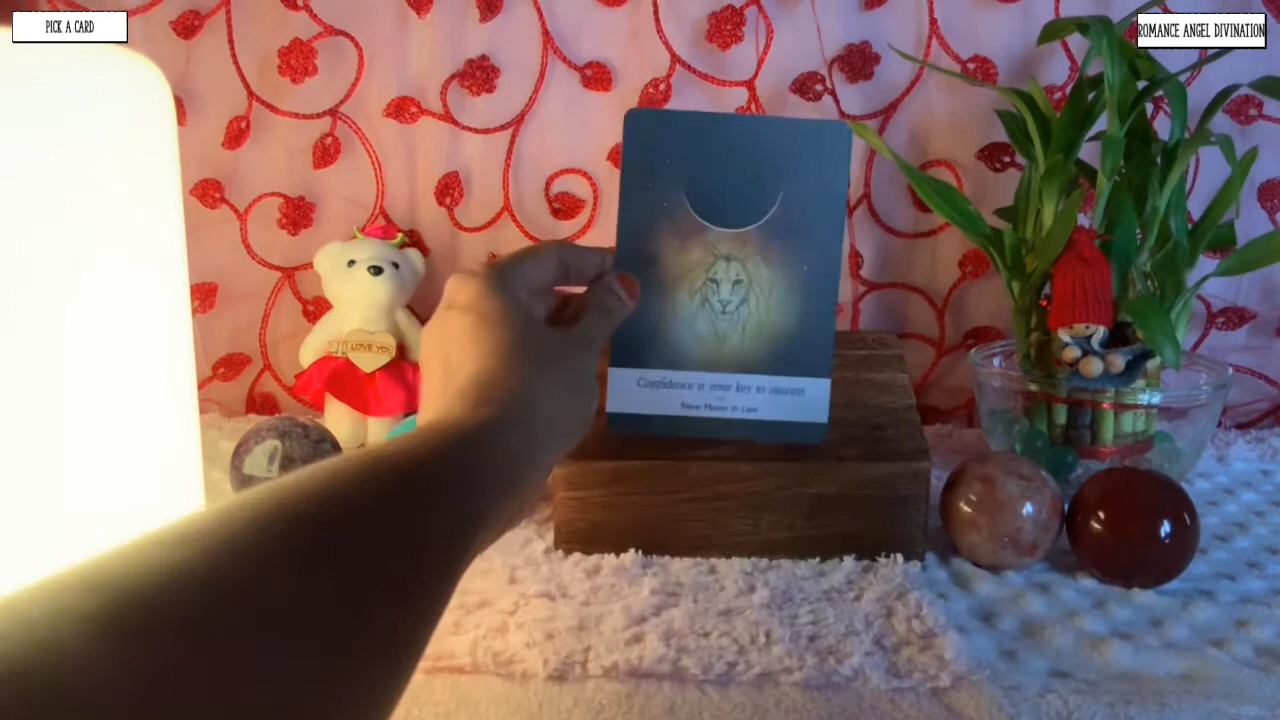 PICK A CARD
ROMANCE ANGEL DIVINATION
I LOVE YOU
Confidence is your key to success
New Moon in Leo